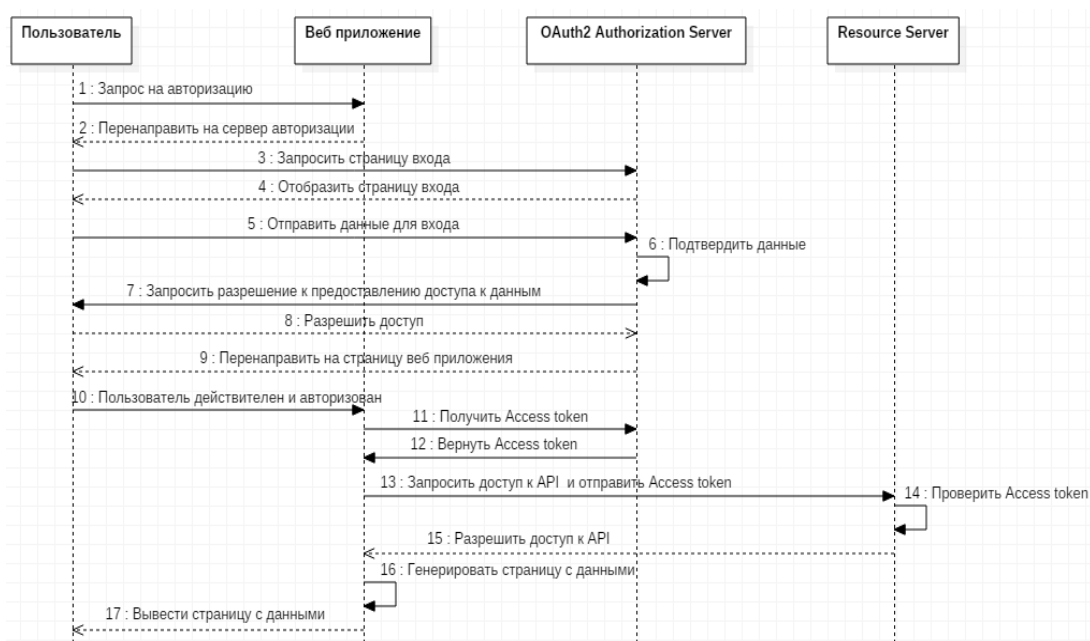 Пользователь
Веб приложение
OAuth2 Authorization Server
Resource Server
1 : Запрос на авторизацию
2 : Перенаправить на сервер авторизации
3 : Запросить страницу входа
4 : Отобразить страницу входа
5 : Отправить данные для входа
6 : Подтвердить данные
7 : Запросить разрешение к предоставлению доступа к данным
8 : Разрешить доступ
9 : Перенаправить на страницу веб приложения
10 : Пользователь действителен и авторизован
11 : Получить Access token
12 : Вернуть Access token
13 : Запросить доступ к API и отправить Access token
14 : Проверить Access token
15 : Разрешить доступ к API
16 : Генерировать страницу с данными
17 : Вывести страницу с данными